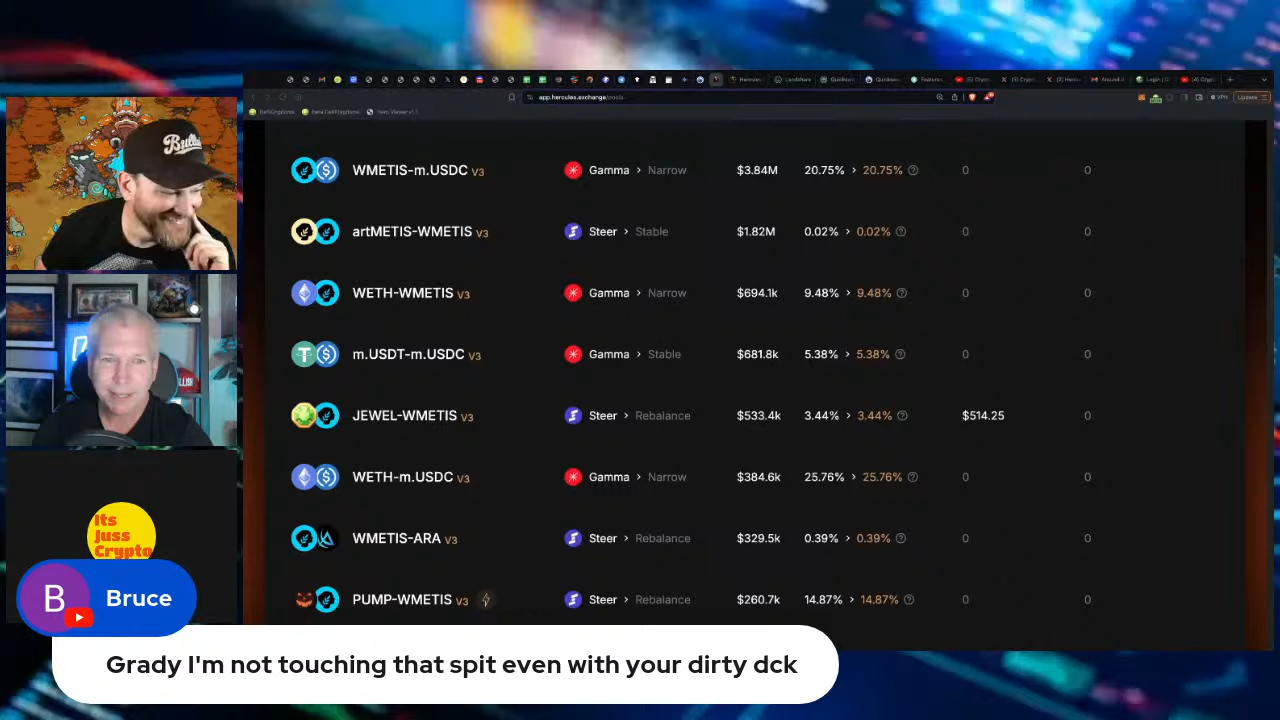 app.hercules.exchange/pools
VPN
Update
WMETIS-m.USDC V3 Gamma > Narrow $3.84M 20.75% > 20.75% ? 0 0
artMETIS-WMETIS V3 Steer > Stable $1.82M 0.02% > 0.02% ? 0 0
WETH-WMETIS V3 Gamma > Narrow $694.1k 9.48% > 9.48% ? 0 0
m.USDT-m.USDC V3 Gamma > Stable $681.8k 5.38% > 5.38% ? 0 0
JEWEL-WMETIS V3 Steer > Rebalance $533.4k 3.44% > 3.44% ? $514.25 0
WETH-m.USDC V3 Gamma > Narrow $384.6k 25.76% > 25.76% ? 0 0
WMETIS-ARA V3 Steer > Rebalance $329.5k 0.39% > 0.39% ? 0 0
PUMP-WMETIS V3 Steer > Rebalance $260.7k 14.87% > 14.87% ? 0 0
Its
Juss
Crypto
B Bruce
Grady I'm not touching that spit even with your dirty dck